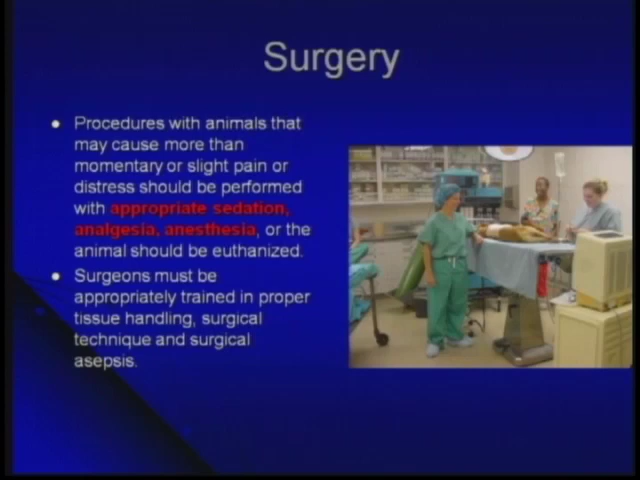 Surgery
● Procedures with animals that
may cause more than
momentary or slight pain or
distress should be performed
with appropriate sedation,
analgesia, anesthesia, or the
animal should be euthanized.
● Surgeons must be
appropriately trained in proper
tissue handling, surgical
technique and surgical
asepsis.